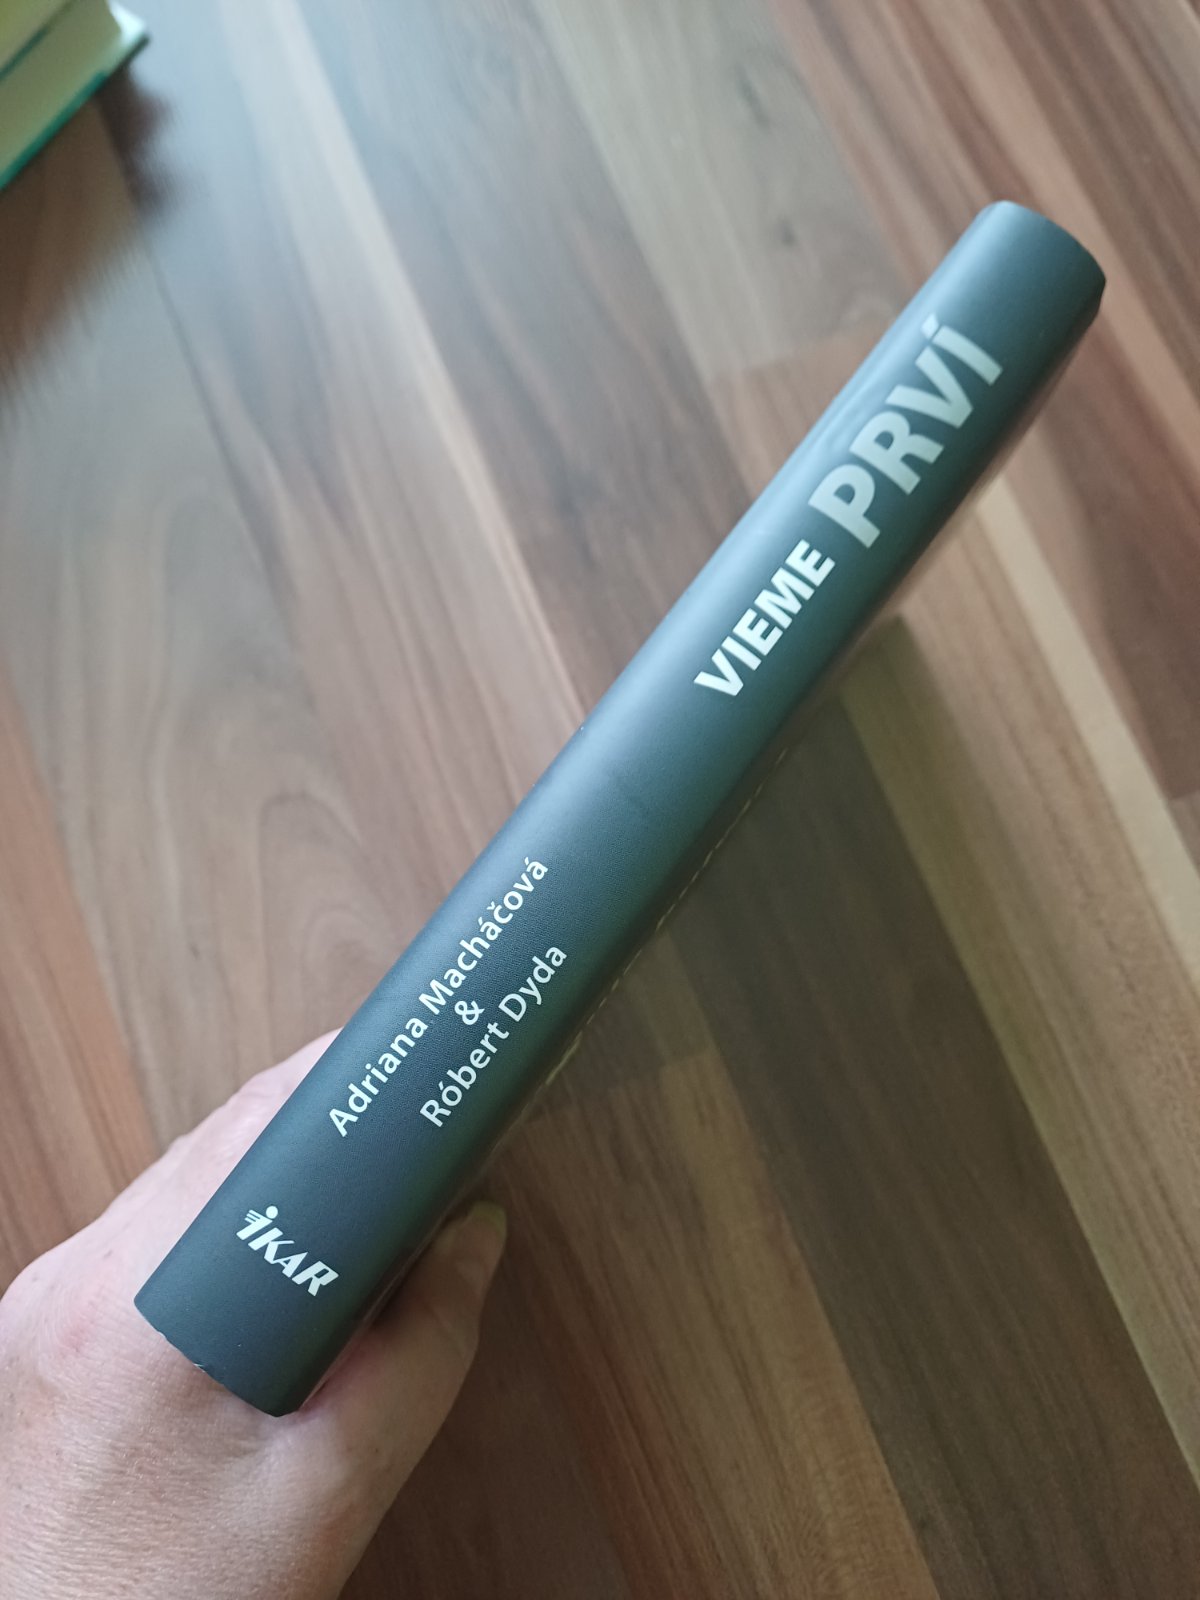 VIEME PRVÍ
Adriana Macháčová
&
Róbert Dyda
iKAR